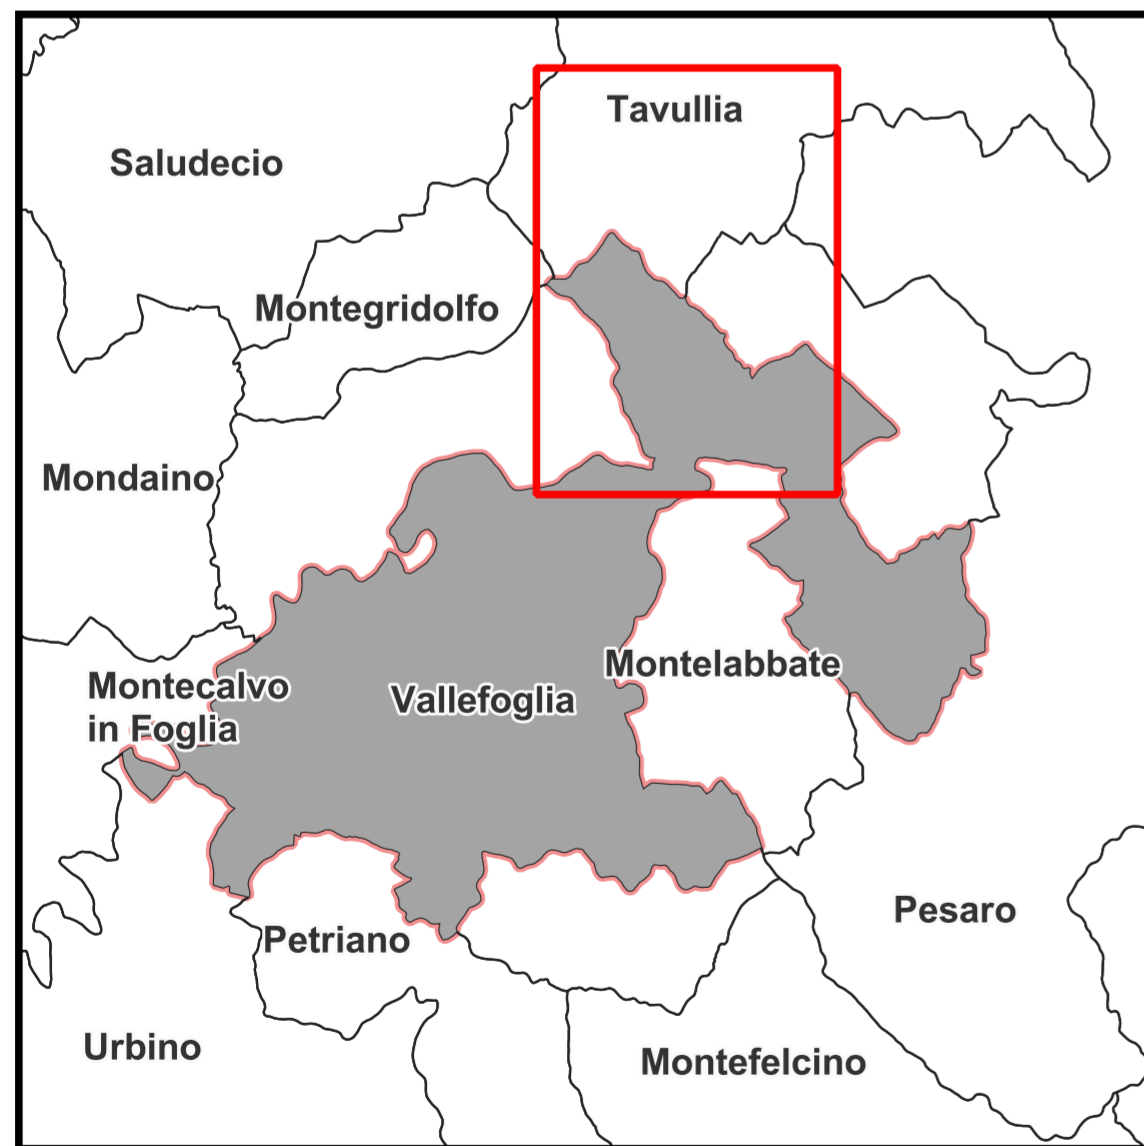 Tavullia
Saludecio
Montegridolfo
Mondaino
Montelabbate
Montecalvo
in Foglia
Vallefoglia
Pesaro
Petriano
Urbino
Montefelcino